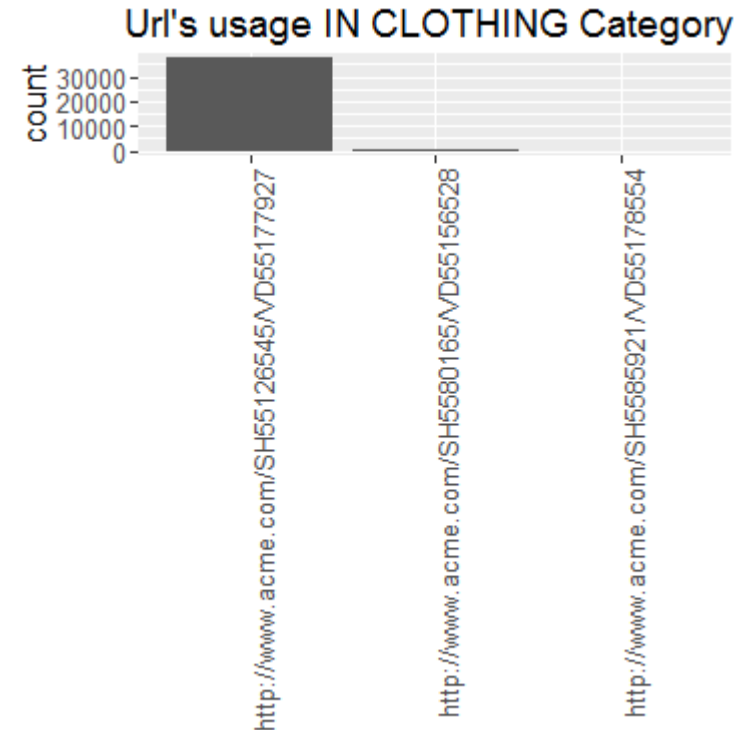 Url's usage IN CLOTHING Category
count
30000
20000
10000
0
http://www.acme.com/SH55126545/VD55177927
http://www.acme.com/SH5580165/VD55156528
http://www.acme.com/SH5585921/VD55178554